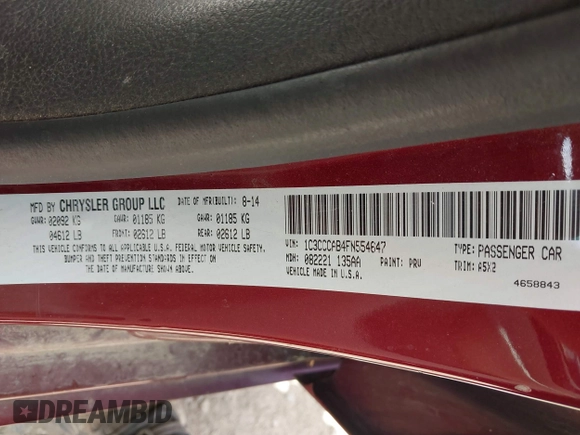 MFD BY CHRYSLER GROUP LLC DATE OF MFR(BUILT): 8-14
GVWR: 02092 KG GAWR: 01185 KG GAWR: 01185 KG
04612 LB FRONT: 02612 LB REAR: 02612 LB
THIS VEHICLE CONFORMS TO ALL APPLICABLE U.S.A. FEDERAL MOTOR VEHICLE SAFETY,
BUMPER AND THEFT PREVENTION STANDARDS IN EFFECT ON
THE DATE OF MANUFACTURE SHOWN ABOVE.
VIN: 1C3CCCAB4FN554647 TYPE: PASSENGER CAR
MDH: 082221 135AA PAINT: PRV TRIM: A5X2
VEHICLE MADE IN U.S.A.
4658843
DREAMBID